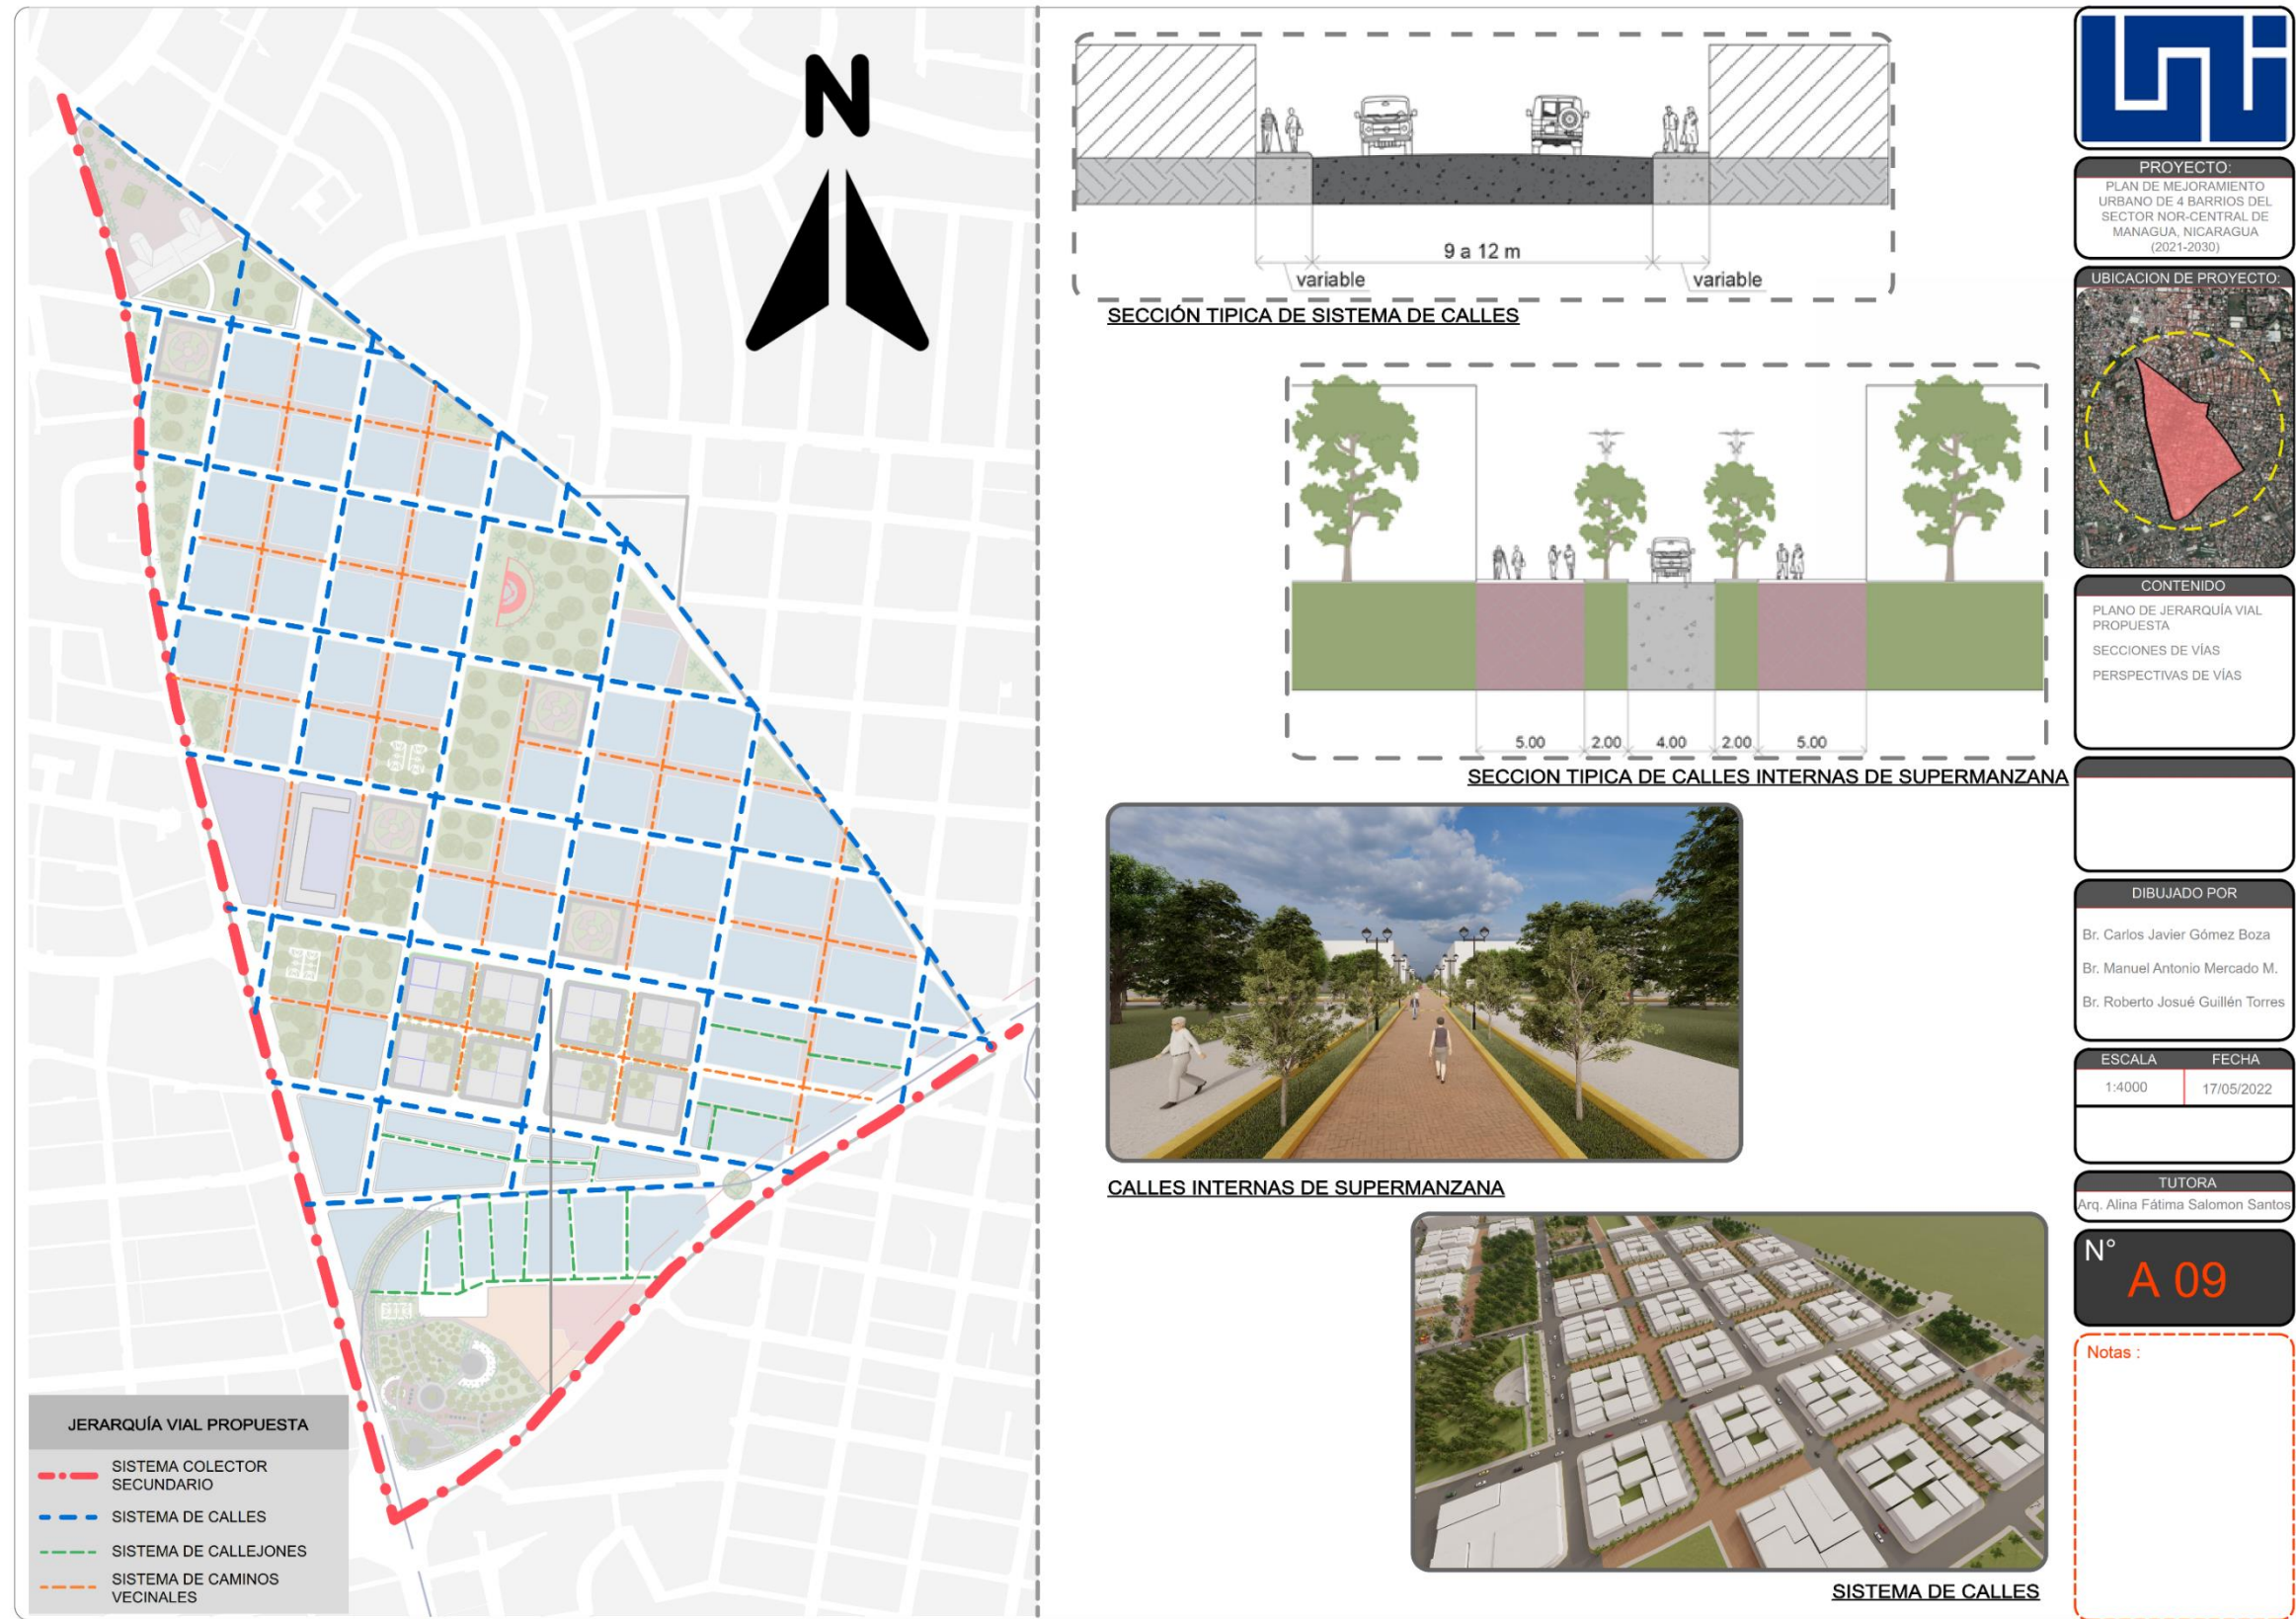 N
JERARQUÍA VIAL PROPUESTA
SISTEMA COLECTOR
SECUNDARIO
SISTEMA DE CALLES
SISTEMA DE CALLEJONES
SISTEMA DE CAMINOS
VECINALES
9 a 12 m
variable
variable
SECCIÓN TIPICA DE SISTEMA DE CALLES
5.00 2.00 4.00 2.00 5.00
SECCION TIPICA DE CALLES INTERNAS DE SUPERMANZANA
CALLES INTERNAS DE SUPERMANZANA
SISTEMA DE CALLES
uni
PROYECTO:
PLAN DE MEJORAMIENTO
URBANO DE 4 BARRIOS DEL
SECTOR NOR-CENTRAL DE
MANAGUA, NICARAGUA
(2021-2030)
UBICACION DE PROYECTO:
CONTENIDO
PLANO DE JERARQUÍA VIAL
PROPUESTA
SECCIONES DE VÍAS
PERSPECTIVAS DE VÍAS
DIBUJADO POR
Br. Carlos Javier Gómez Boza
Br. Manuel Antonio Mercado M.
Br. Roberto Josué Guillén Torres
ESCALA FECHA
1:4000 17/05/2022
TUTORA
Arq. Alina Fátima Salomon Santos
N°
A 09
Notas :